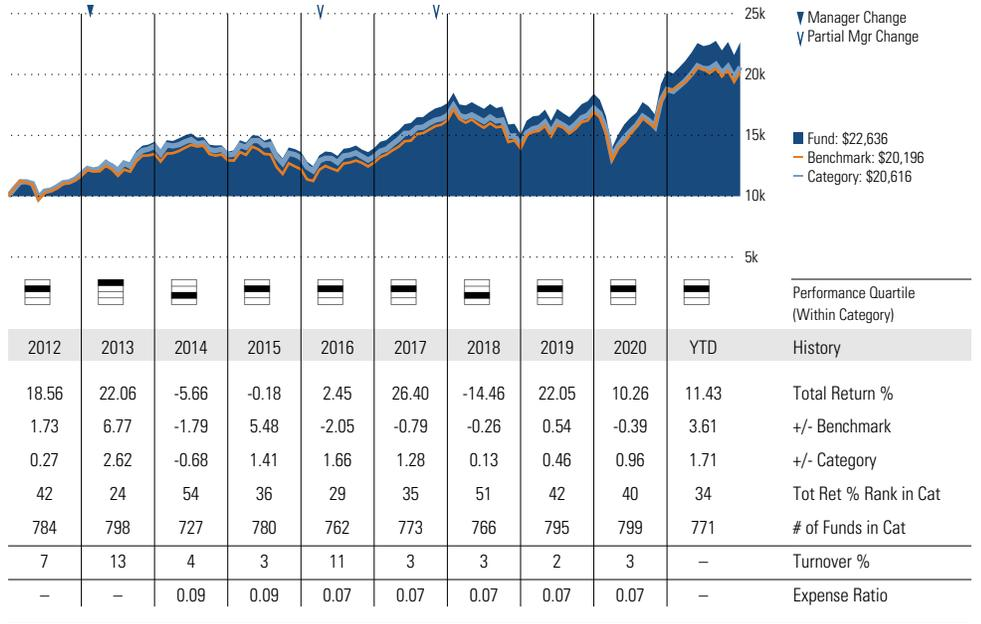 25k
▼ Manager Change
V Partial Mgr Change
20k
15k
Fund: $22,636
Benchmark: $20,196
Category: $20,616
10k
5k
Performance Quartile
(Within Category)
2012 2013 2014 2015 2016 2017 2018 2019 2020 YTD History
18.56 22.06 -5.66 -0.18 2.45 26.40 -14.46 22.05 10.26 11.43 Total Return %
1.73 6.77 -1.79 5.48 -2.05 -0.79 -0.26 0.54 -0.39 3.61 +/- Benchmark
0.27 2.62 -0.68 1.41 1.66 1.28 0.13 0.46 0.96 1.71 +/- Category
42 24 54 36 29 35 51 42 40 34 Tot Ret % Rank in Cat
784 798 727 780 762 773 766 795 799 771 # of Funds in Cat
7 13 4 3 11 3 3 2 3 – Turnover %
– – 0.09 0.09 0.07 0.07 0.07 0.07 0.07 – Expense Ratio